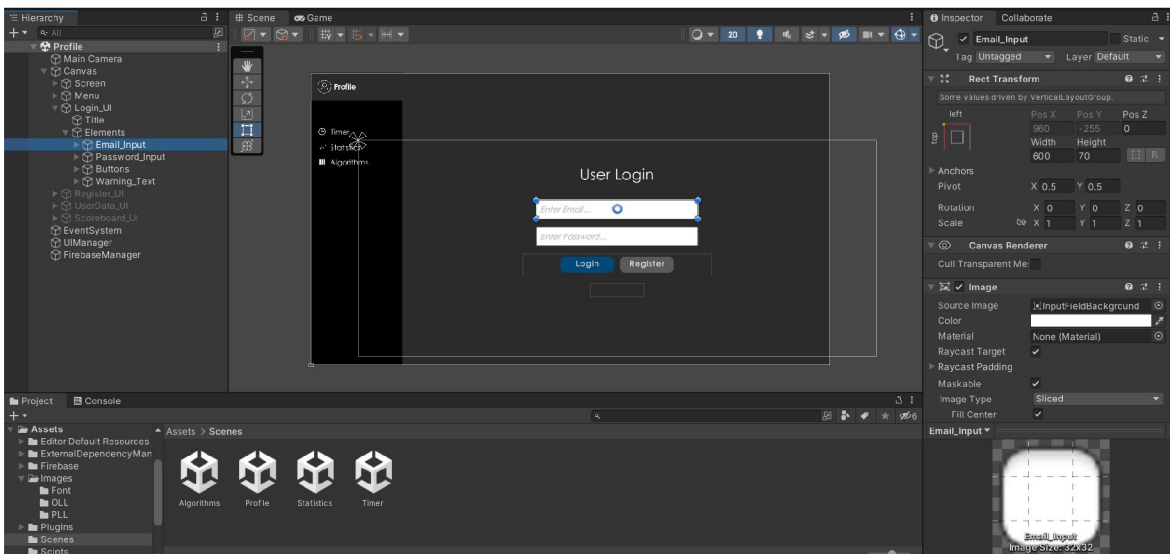 Hierarchy
All
Profile
Main Camera
Canvas
Screen
Menu
Login_UI
Title
Elements
Email_Input
Password_Input
Buttons
Warning_Text
Register_UI
UserData_UI
Scoreboard_UI
EventSystem
UIManager
FirebaseManager
Scene
Game
2D
Profile
Timer
Statistics
Algorithms
User Login
Enter Email...
Enter Password...
Login
Register
Inspector
Collaborate
Email_Input
Static
Tag Untagged
Layer Default
Rect Transform
Some values driven by VerticalLayoutGroup.
left
top
Pos X Pos Y Pos Z
960 -255 0
Width Height
600 70
R
Anchors
Pivot X 0.5 Y 0.5
Rotation X 0 Y 0 Z 0
Scale X 1 Y 1 Z 1
Canvas Renderer
Cull Transparent Me
Image
Source Image InputFieldBackground
Color
Material None (Material)
Raycast Target
Raycast Padding
Maskable
Image Type Sliced
Fill Center
Email_Input
Email_Input
Image Size: 32x32
Project
Console
6
Assets
Editor Default Resources
ExternalDependencyMan
Firebase
Images
Font
OLL
PLL
Plugins
Scenes
Scipts
Assets > Scenes
Algorithms
Profile
Statistics
Timer